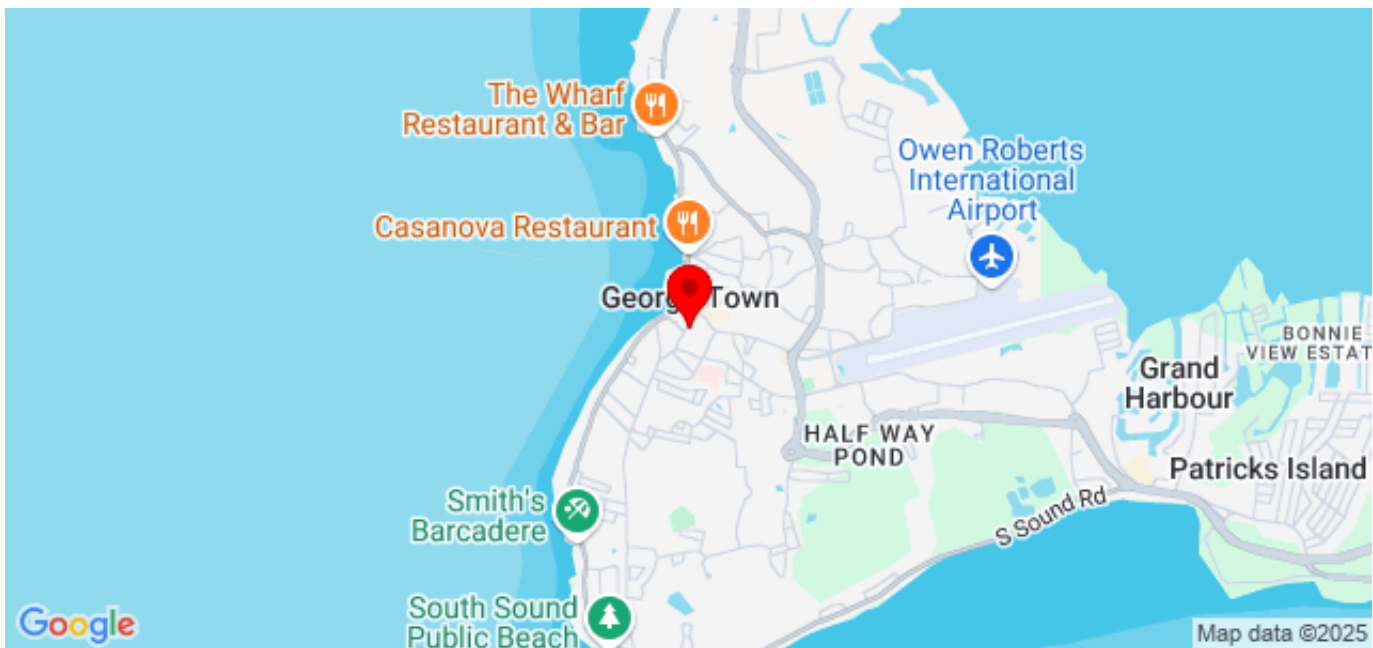 The Wharf
Restaurant & Bar
Owen Roberts
International
Airport
Casanova Restaurant
George Town
BONNIE
VIEW ESTAT
Grand
Harbour
HALF WAY
POND
Patricks Island
Smith's
Barcadere
S Sound Rd
South Sound
Public Beach
Google
Map data ©2025